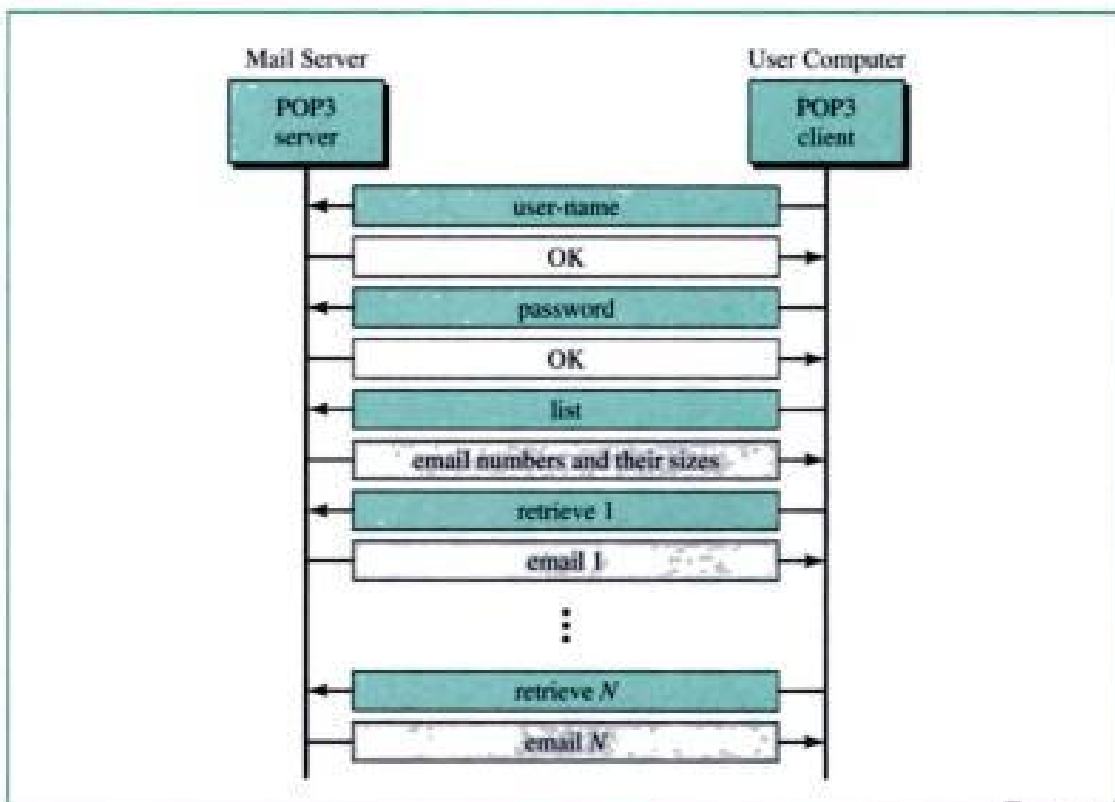 Mail Server
User Computer
POP3
server
POP3
client
user-name
OK
password
OK
list
email numbers and their sizes
retrieve 1
email 1
retrieve N
email N